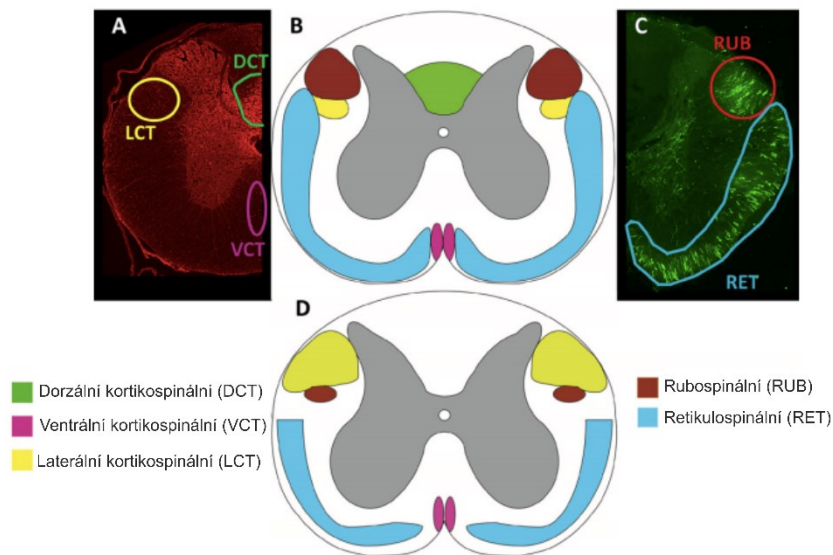 A
DCT
LCT
VCT
B
C
RUB
RET
D
Dorzální kortikospinální (DCT)
Ventrální kortikospinální (VCT)
Laterální kortikospinální (LCT)
Rubospinální (RUB)
Retikulospinální (RET)